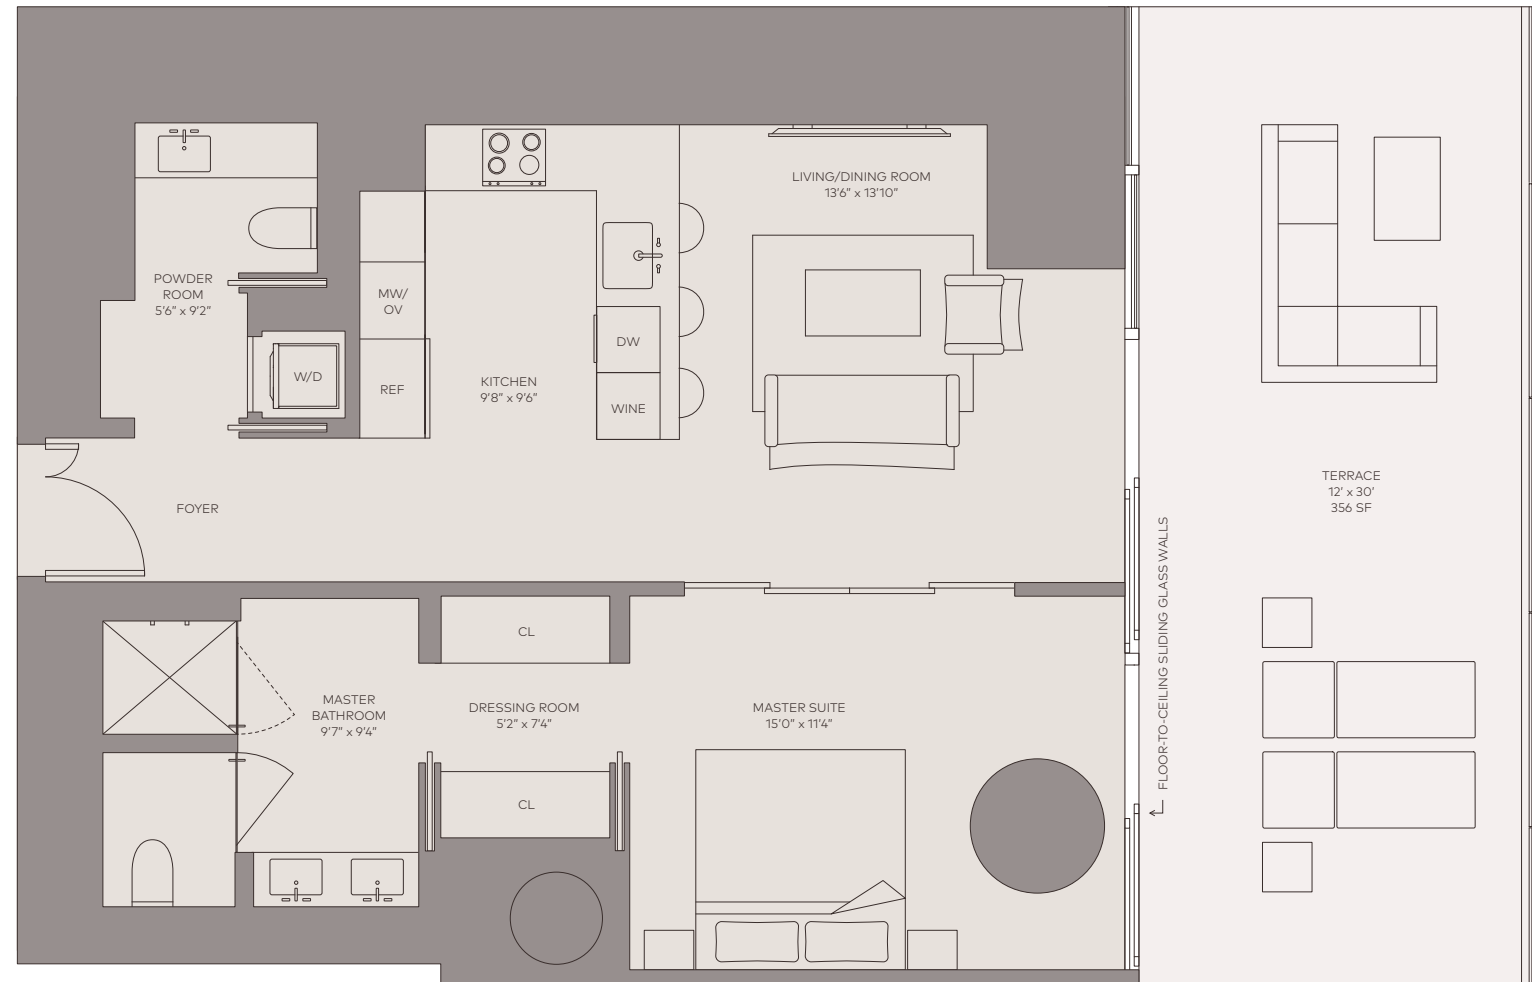 LIVING/DINING ROOM
13'6" x 13'10"
POWDER
ROOM
5'6" x 9'2"
MW/
OV
DW
W/D
REF
KITCHEN
9'8" x 9'6"
WINE
TERRACE
12' x 30'
356 SF
FOYER
FLOOR-TO-CEILING SLIDING GLASS WALLS
CL
MASTER
BATHROOM
9'7" x 9'4"
DRESSING ROOM
5'2" x 7'4"
MASTER SUITE
15'0" x 11'4"
CL